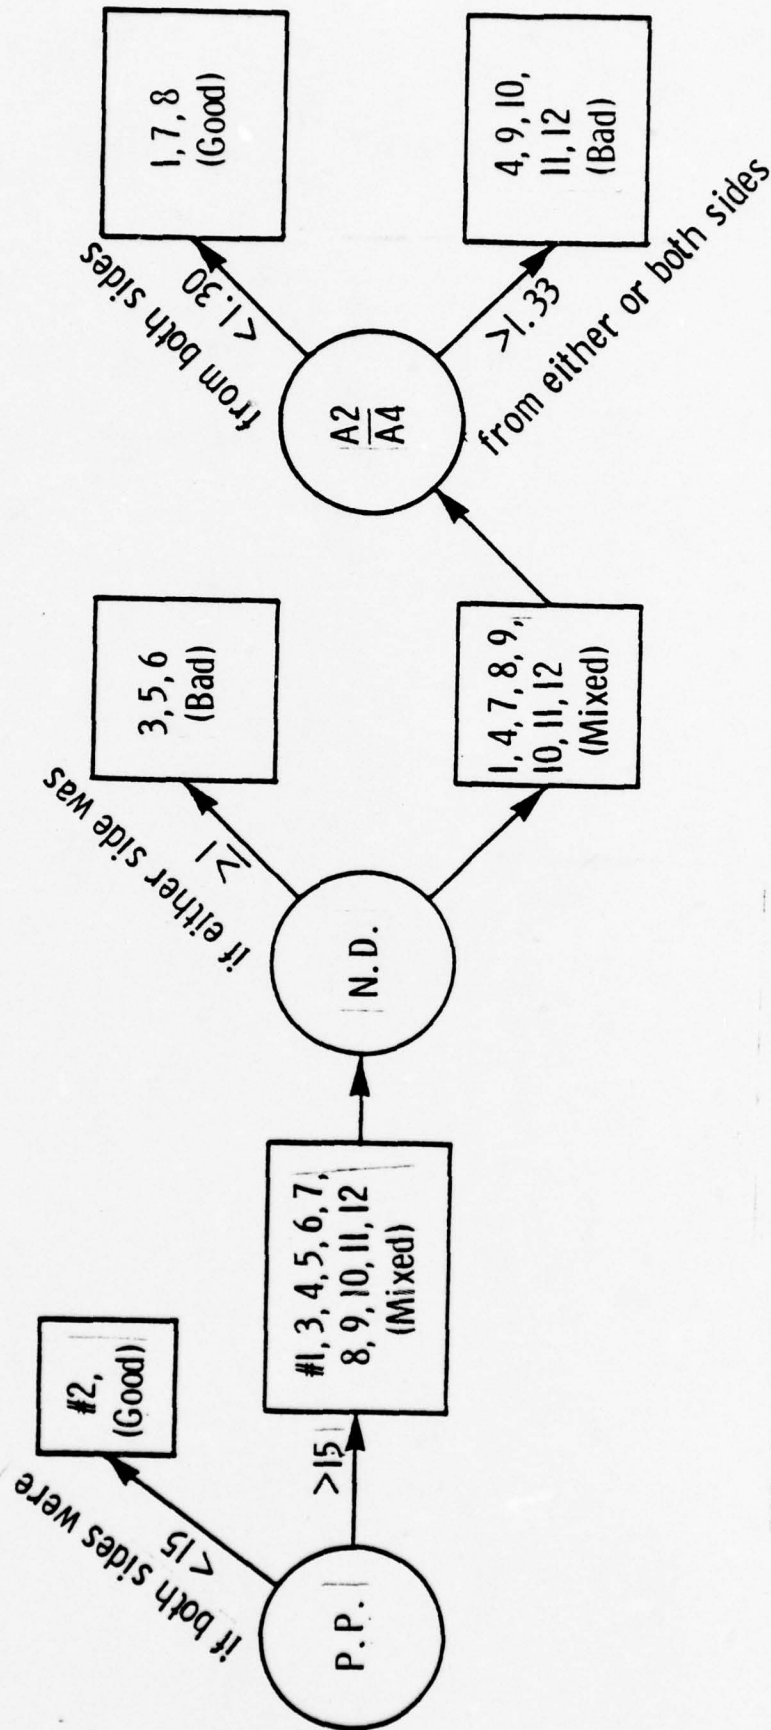 P.P.
if both sides were
<15
#2,
(Good)
>15
#1, 3, 4, 5, 6, 7,
8, 9, 10, 11, 12
(Mixed)
N.D.
if either side was
≥1
3, 5, 6
(Bad)
1, 4, 7, 8, 9,
10, 11, 12
(Mixed)
A2
A4
from both sides
<1.30
1, 7, 8
(Good)
>1.33
from either or both sides
4, 9, 10,
11, 12
(Bad)